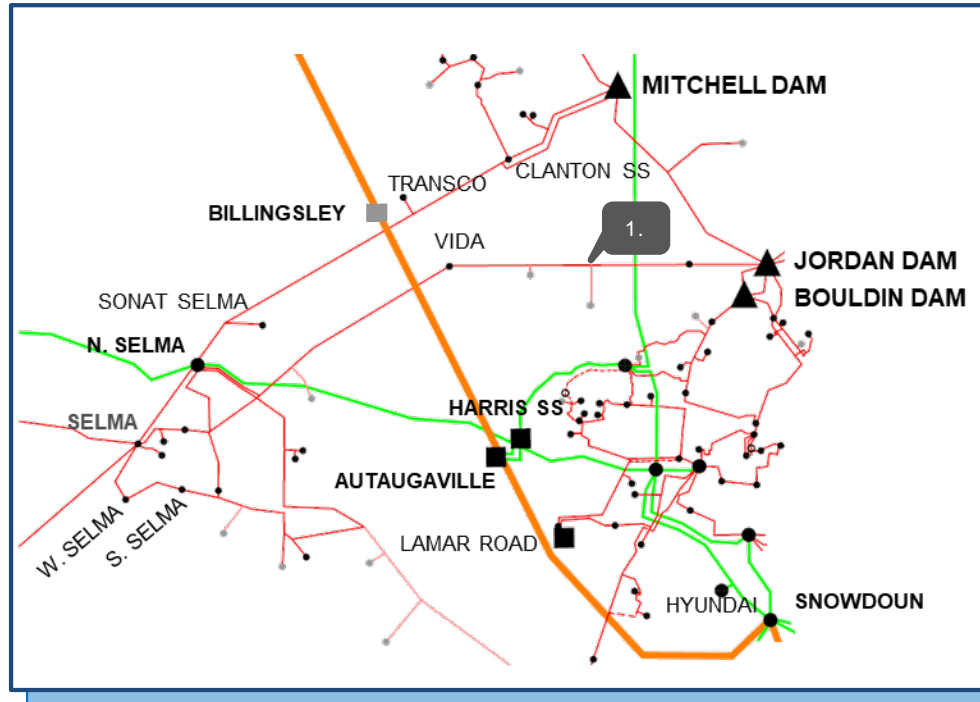 MITCHELL DAM
CLANTON SS
TRANSCO
BILLINGSLEY
1.
VIDA
JORDAN DAM
BOULDIN DAM
SONAT SELMA
N. SELMA
HARRIS SS
SELMA
AUTAUGAVILLE
W. SELMA
S. SELMA
LAMAR ROAD
HYUNDAI
SNOWDOUN